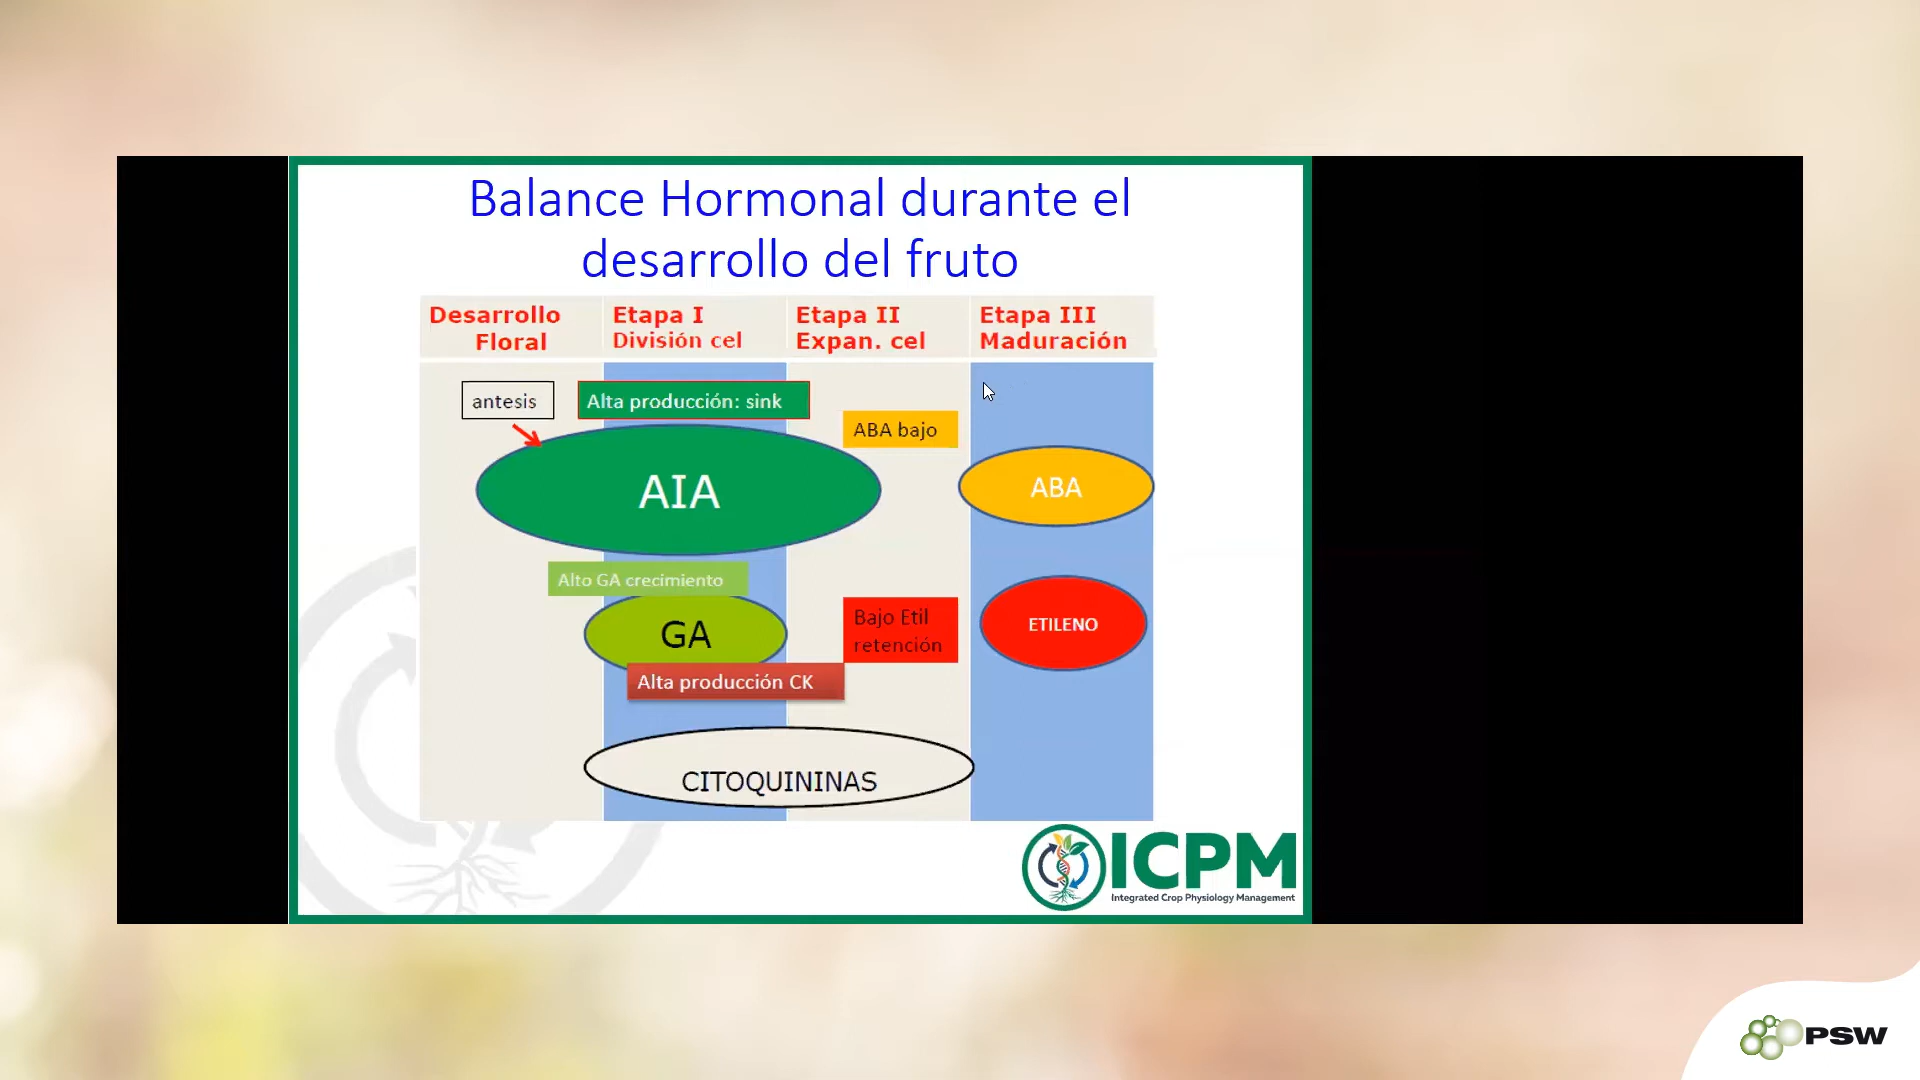 Balance Hormonal durante el
desarrollo del fruto
Desarrollo
Floral
Etapa I
División cel
Etapa II
Expan. cel
Etapa III
Maduración
antesis
Alta producción: sink
ABA bajo
AIA
ABA
Alto GA crecimiento
GA
Bajo Etil
retención
ETILENO
Alta producción CK
CITOQUININAS
ICPM
Integrated Crop Physiology Management
PSW